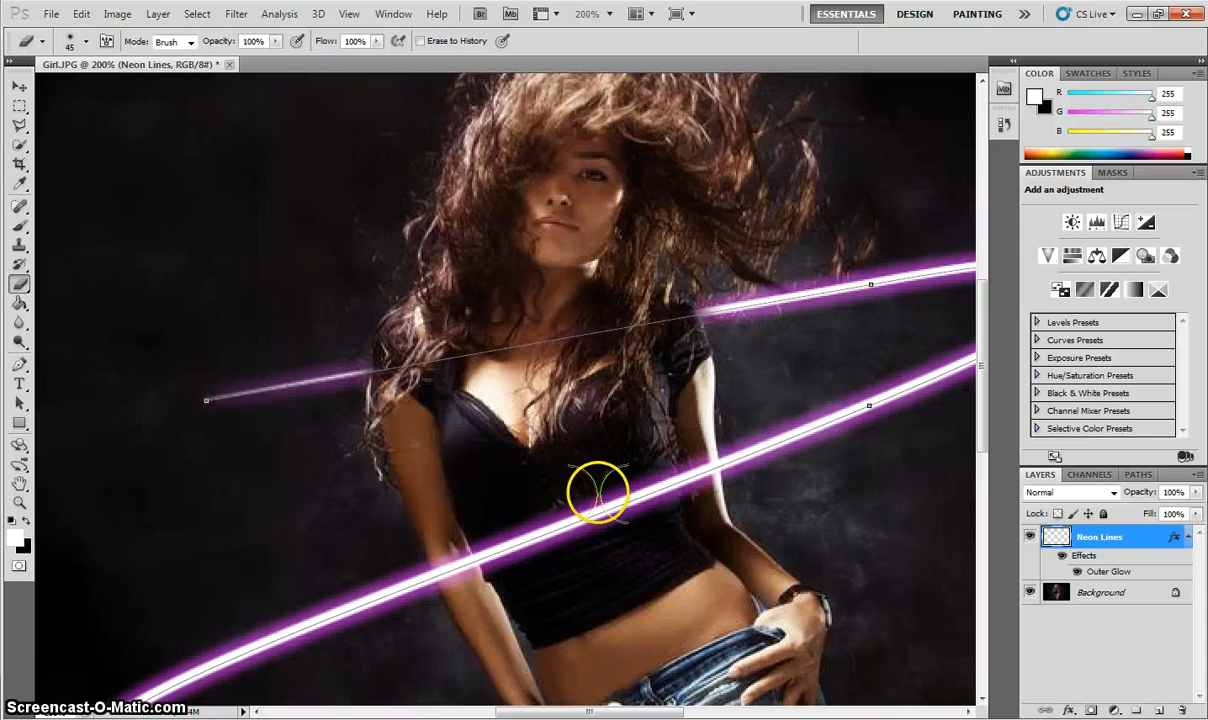 Ps File Edit Image Layer Select Filter Analysis 3D View Window Help Br Mb 200% ESSENTIALS DESIGN PAINTING CS Live
45 Mode: Brush Opacity: 100% Flow: 100% Erase to History
Girl.JPG @ 200% (Neon Lines, RGB/8#) *
COLOR SWATCHES STYLES
Mb
R 255
G 255
B 255
ADJUSTMENTS MASKS
Add an adjustment
Levels Presets
Curves Presets
Exposure Presets
Hue/Saturation Presets
Black & White Presets
Channel Mixer Presets
Selective Color Presets
LAYERS CHANNELS PATHS
Normal Opacity: 100%
Lock: Fill: 100%
Neon Lines fx
Effects
Outer Glow
Background
Screencast-O-Matic.com